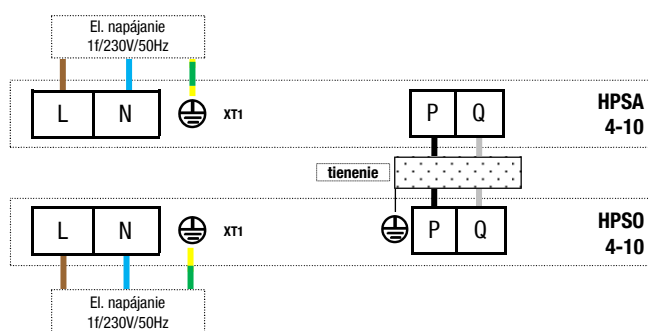 El. napájanie
1f/230V/50Hz
L N XT1 P Q HPSA
4-10
tienenie
L N XT1 P Q HPSO
4-10
El. napájanie
1f/230V/50Hz